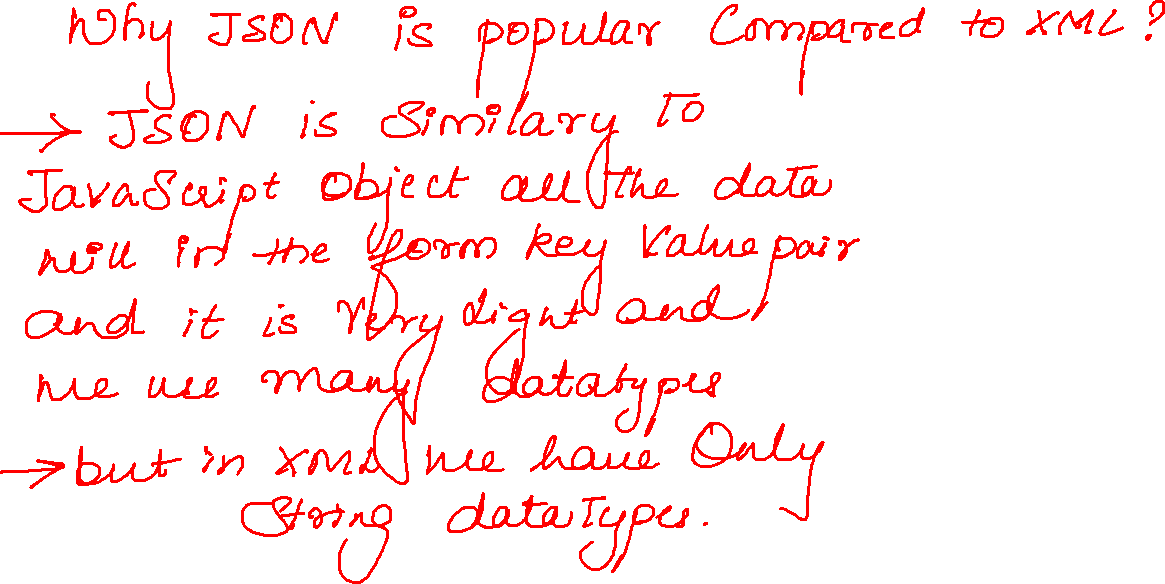 Why JSON is popular Compared to XML?
→ JSON is Similary To
JavaScript Object all the data
will in the form key Value pair
and it is Very Light and
we use many datatypes
→ but in XML we have Only
String dataTypes.